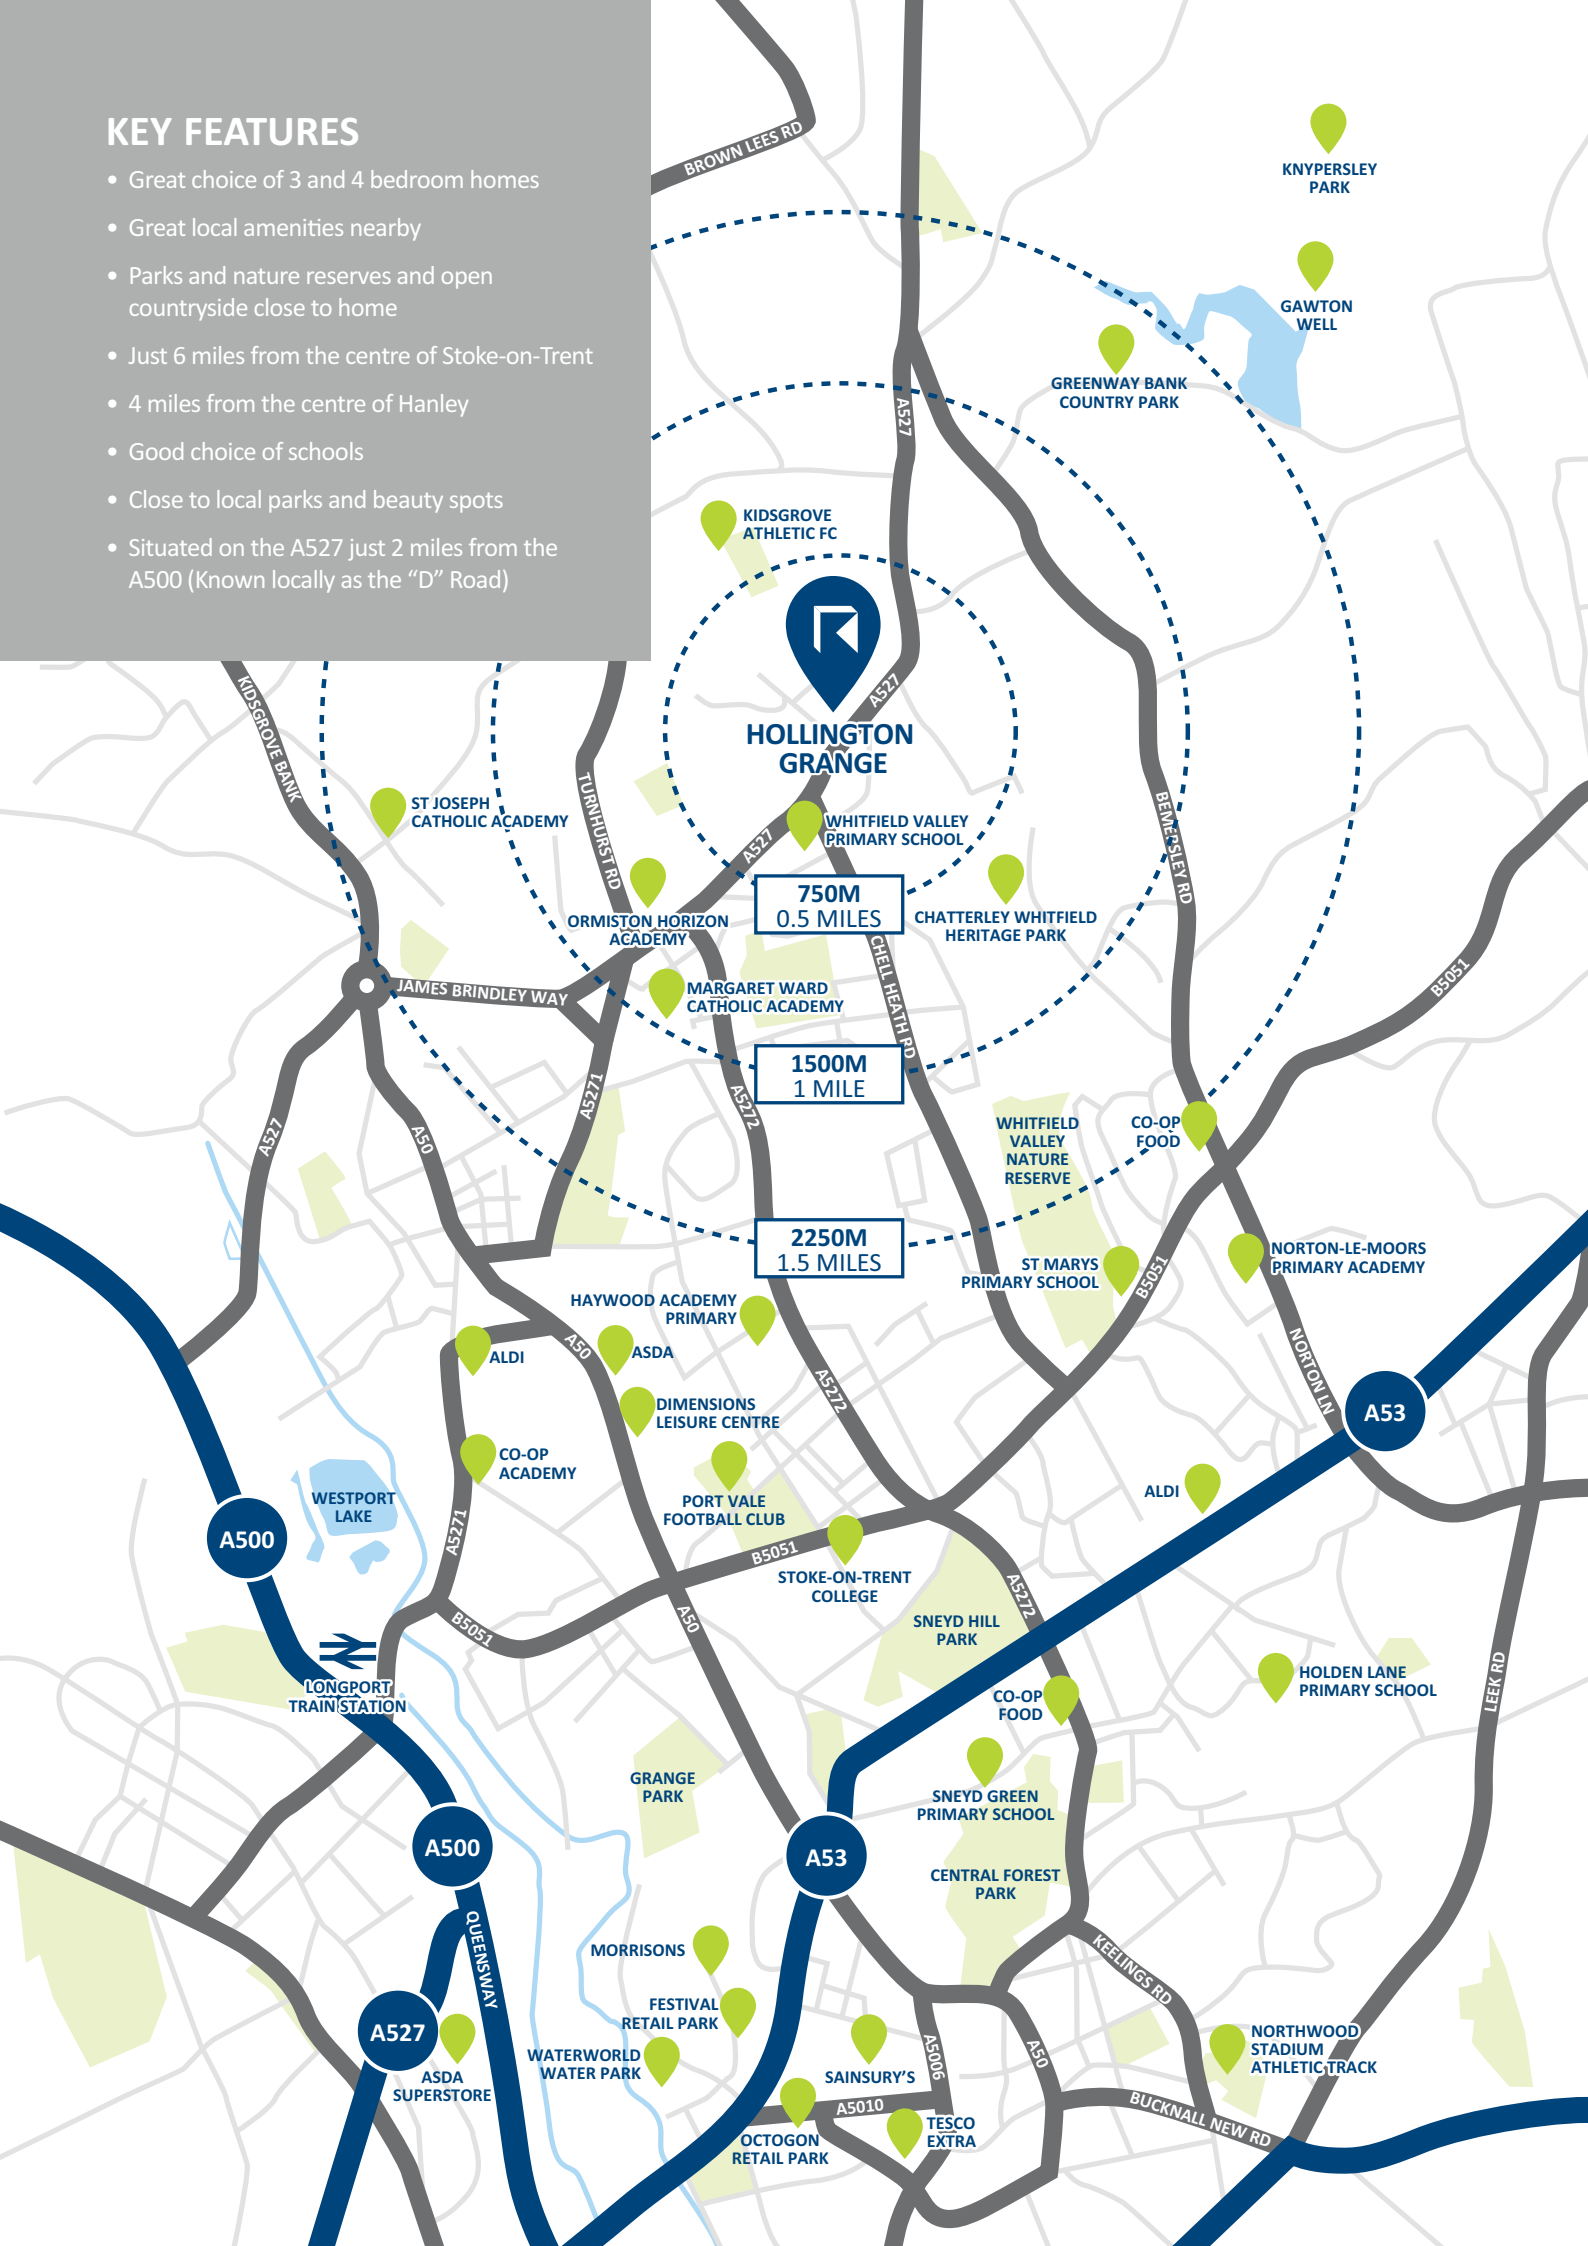 KEY FEATURES
• Great choice of 3 and 4 bedroom homes
• Great local amenities nearby
• Parks and nature reserves and open
countryside close to home
• Just 6 miles from the centre of Stoke-on-Trent
• 4 miles from the centre of Hanley
• Good choice of schools
• Close to local parks and beauty spots
• Situated on the A527 just 2 miles from the
A500 (Known locally as the “D” Road)
BROWN LEES RD
KNYPERSLEY
PARK
GAWTON
WELL
GREENWAY BANK
COUNTRY PARK
A527
KIDSGROVE
ATHLETIC FC
A527
HOLLINGTON
GRANGE
KIDSGROVE BANK
ST JOSEPH
CATHOLIC ACADEMY
TURNHURST RD
A527
WHITFIELD VALLEY
PRIMARY SCHOOL
BEMERSLEY RD
750M
0.5 MILES
ORMISTON HORIZON
ACADEMY
CHATTERLEY WHITFIELD
HERITAGE PARK
JAMES BRINDLEY WAY
MARGARET WARD
CATHOLIC ACADEMY
CHELL HEATH RD
B5051
1500M
1 MILE
A5271
A5272
A527
A50
WHITFIELD
VALLEY
NATURE
RESERVE
CO-OP
FOOD
2250M
1.5 MILES
ST MARYS
PRIMARY SCHOOL
B5051
NORTON-LE-MOORS
PRIMARY ACADEMY
HAYWOOD ACADEMY
PRIMARY
ALDI
A50
ASDA
NORTON LN
DIMENSIONS
LEISURE CENTRE
A5272
A53
CO-OP
ACADEMY
WESTPORT
LAKE
PORT VALE
FOOTBALL CLUB
ALDI
A500
A5271
B5051
STOKE-ON-TRENT
COLLEGE
A5272
B5051
A50
SNEYD HILL
PARK
LONGPORT
TRAIN STATION
HOLDEN LANE
PRIMARY SCHOOL
LEEK RD
CO-OP
FOOD
GRANGE
PARK
SNEYD GREEN
PRIMARY SCHOOL
A500
A53
CENTRAL FOREST
PARK
QUEENSWAY
MORRISONS
KEELINGS RD
FESTIVAL
RETAIL PARK
A527
ASDA
SUPERSTORE
WATERWORLD
WATER PARK
SAINSURY'S
A5006
A50
NORTHWOOD
STADIUM
ATHLETIC TRACK
A5010
BUCKNALL NEW RD
OCTOGON
RETAIL PARK
TESCO
EXTRA